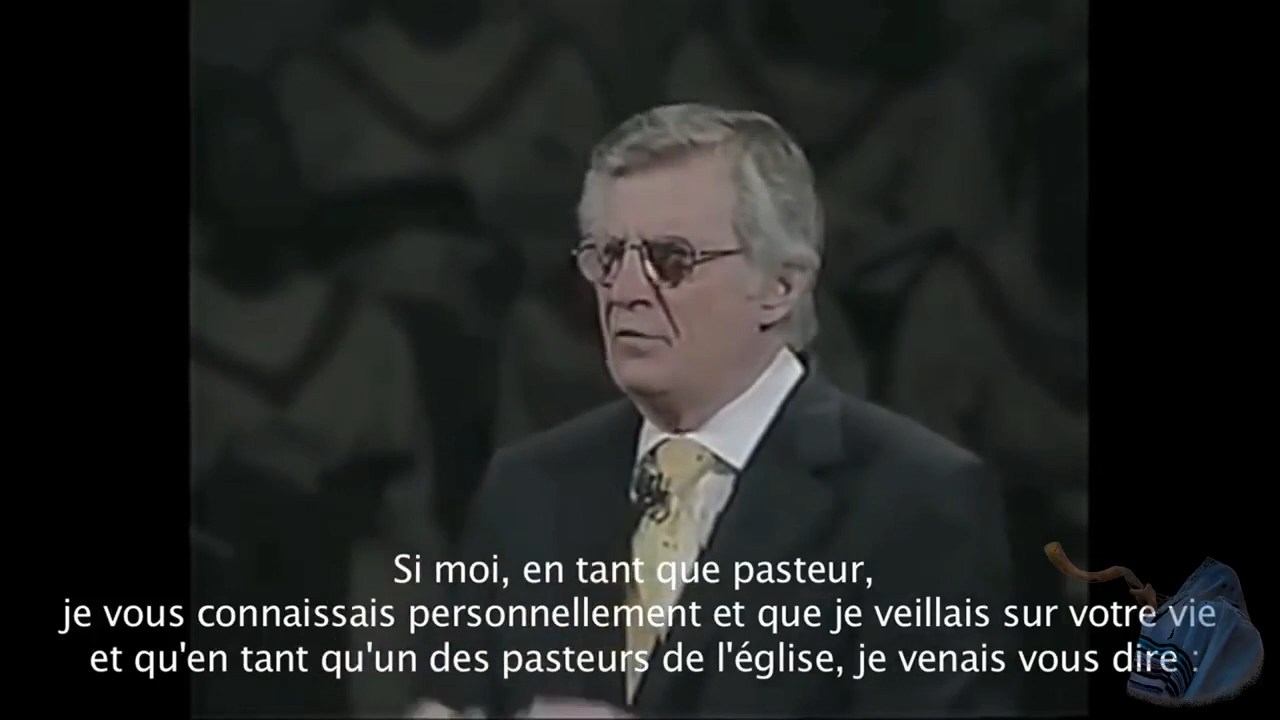 Si moi, en tant que pasteur,
je vous connaissais personnellement et que je veillais sur votre vie
et qu'en tant qu'un des pasteurs de l'église, je venais vous dire :